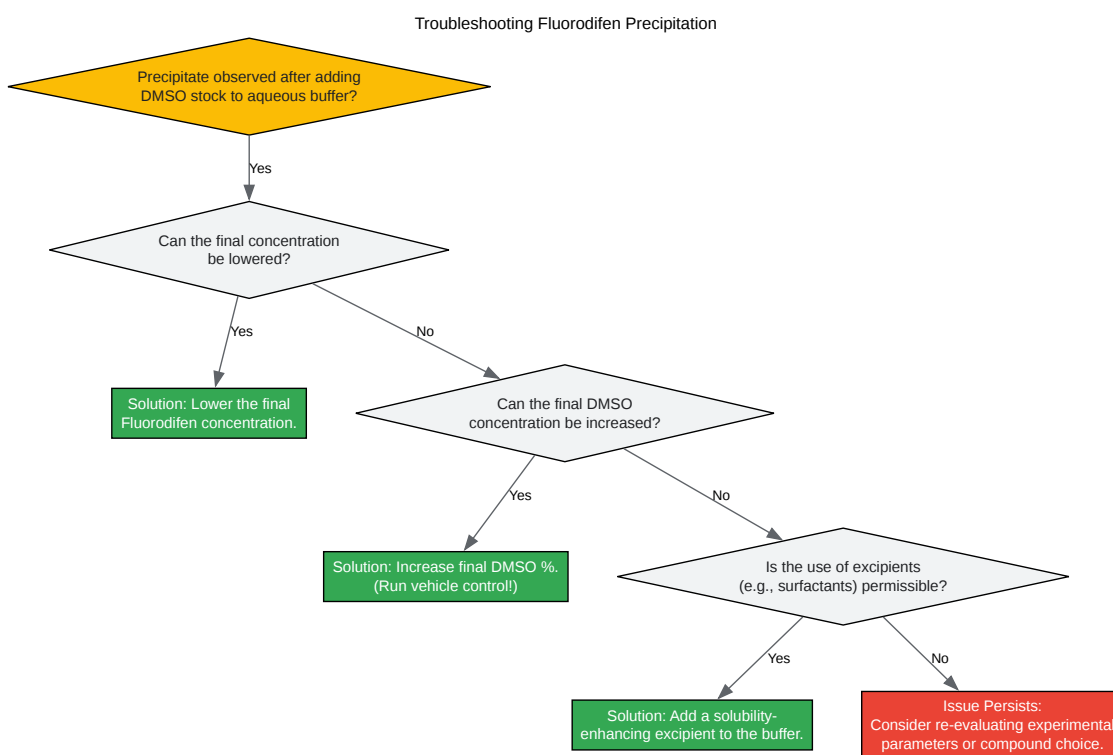 Troubleshooting Fluorodifen Precipitation
Precipitate observed after adding
DMSO stock to aqueous buffer?
Yes
Can the final concentration
be lowered?
Yes
No
Solution: Lower the final
Fluorodifen concentration.
Can the final DMSO
concentration be increased?
Yes
No
Solution: Increase final DMSO %.
(Run vehicle control!)
Is the use of excipients
(e.g., surfactants) permissible?
Yes
No
Solution: Add a solubility-
enhancing excipient to the buffer.
Issue Persists:
Consider re-evaluating experimental
parameters or compound choice.